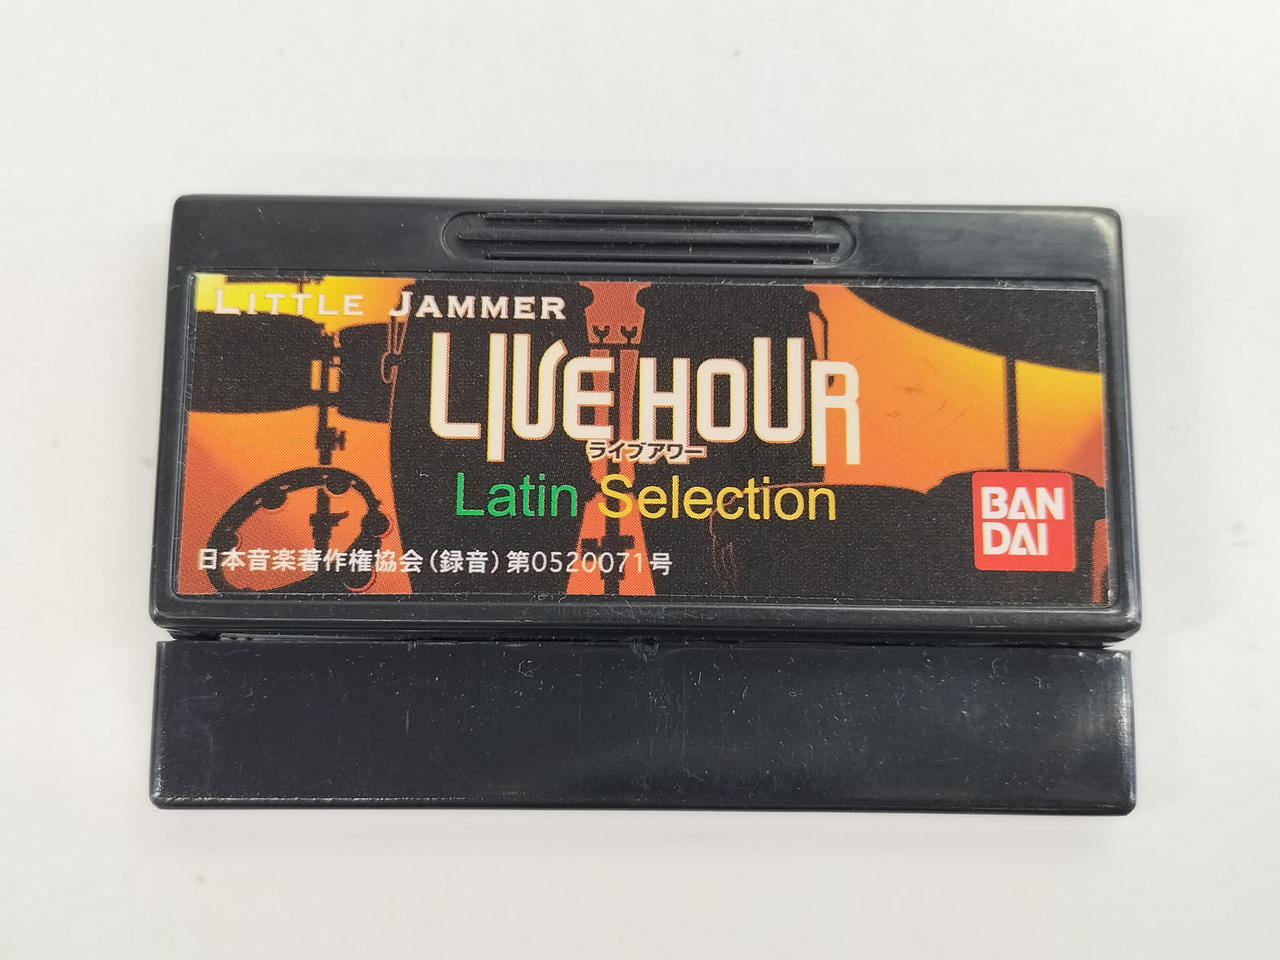 LITTLE JAMMER
LIVE HOUR
ライブアワー
Latin Selection
日本音楽著作権協会(録音)第0520071号
BAN
DAI